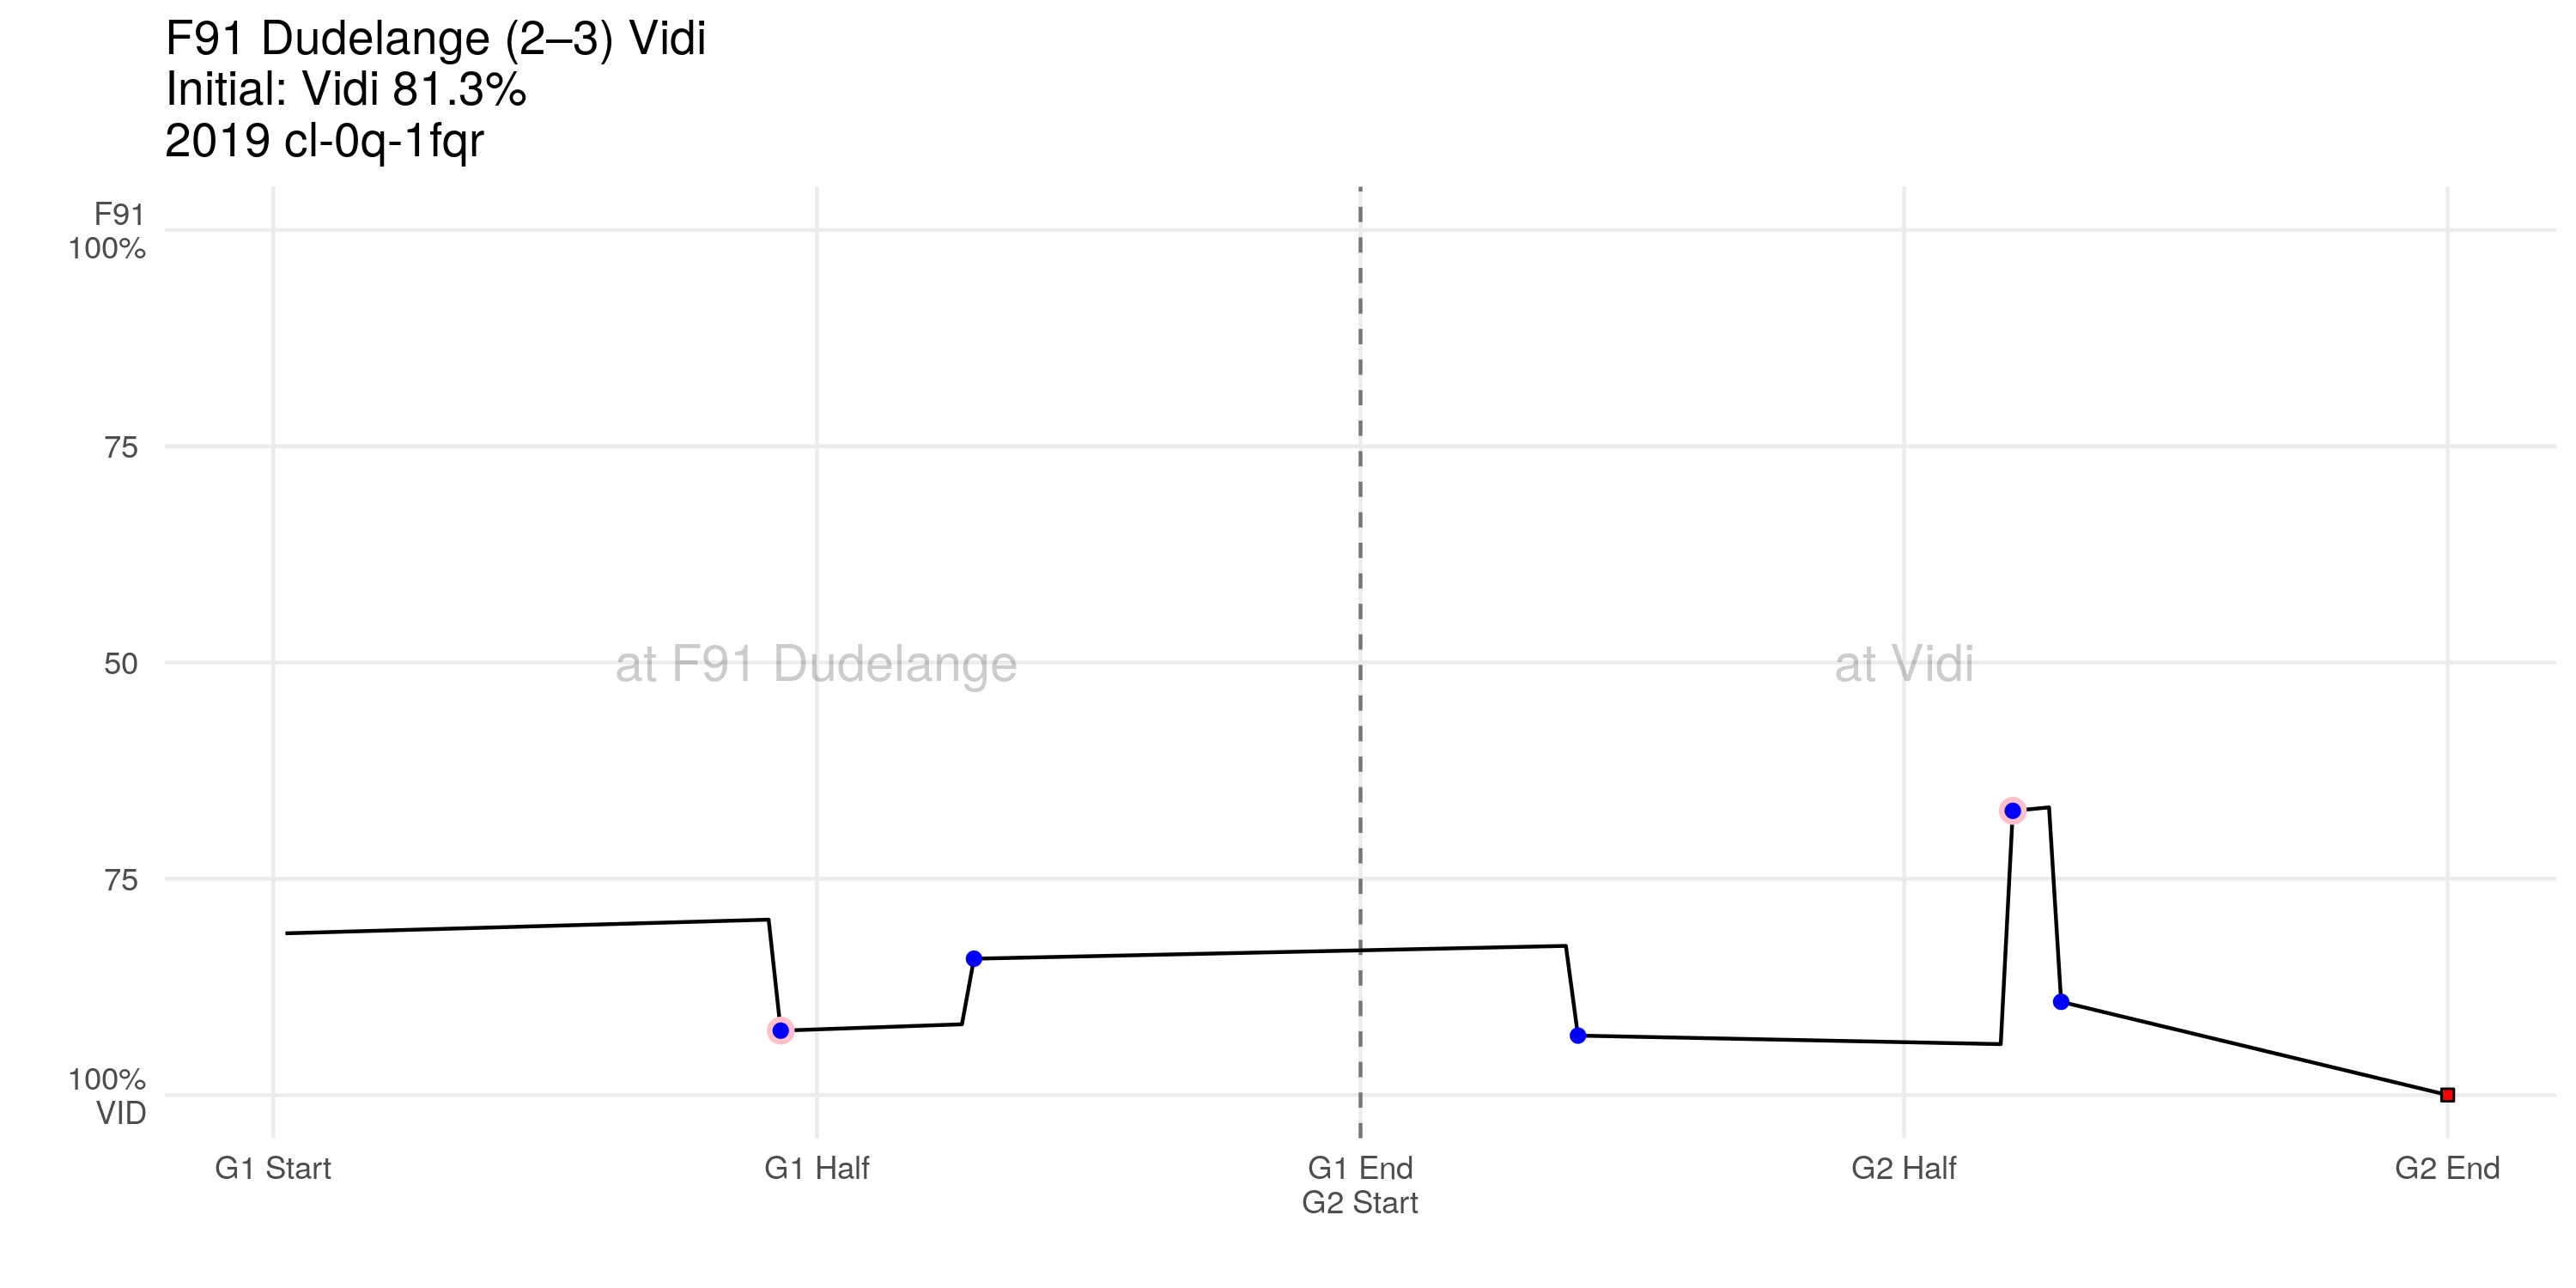 F91 Dudelange (2–3) Vidi
Initial: Vidi 81.3%
2019 cl-0q-1fqr
F91
100%
75
50
75
100%
VID
at F91 Dudelange
at Vidi
G1 Start
G1 Half
G1 End
G2 Start
G2 Half
G2 End